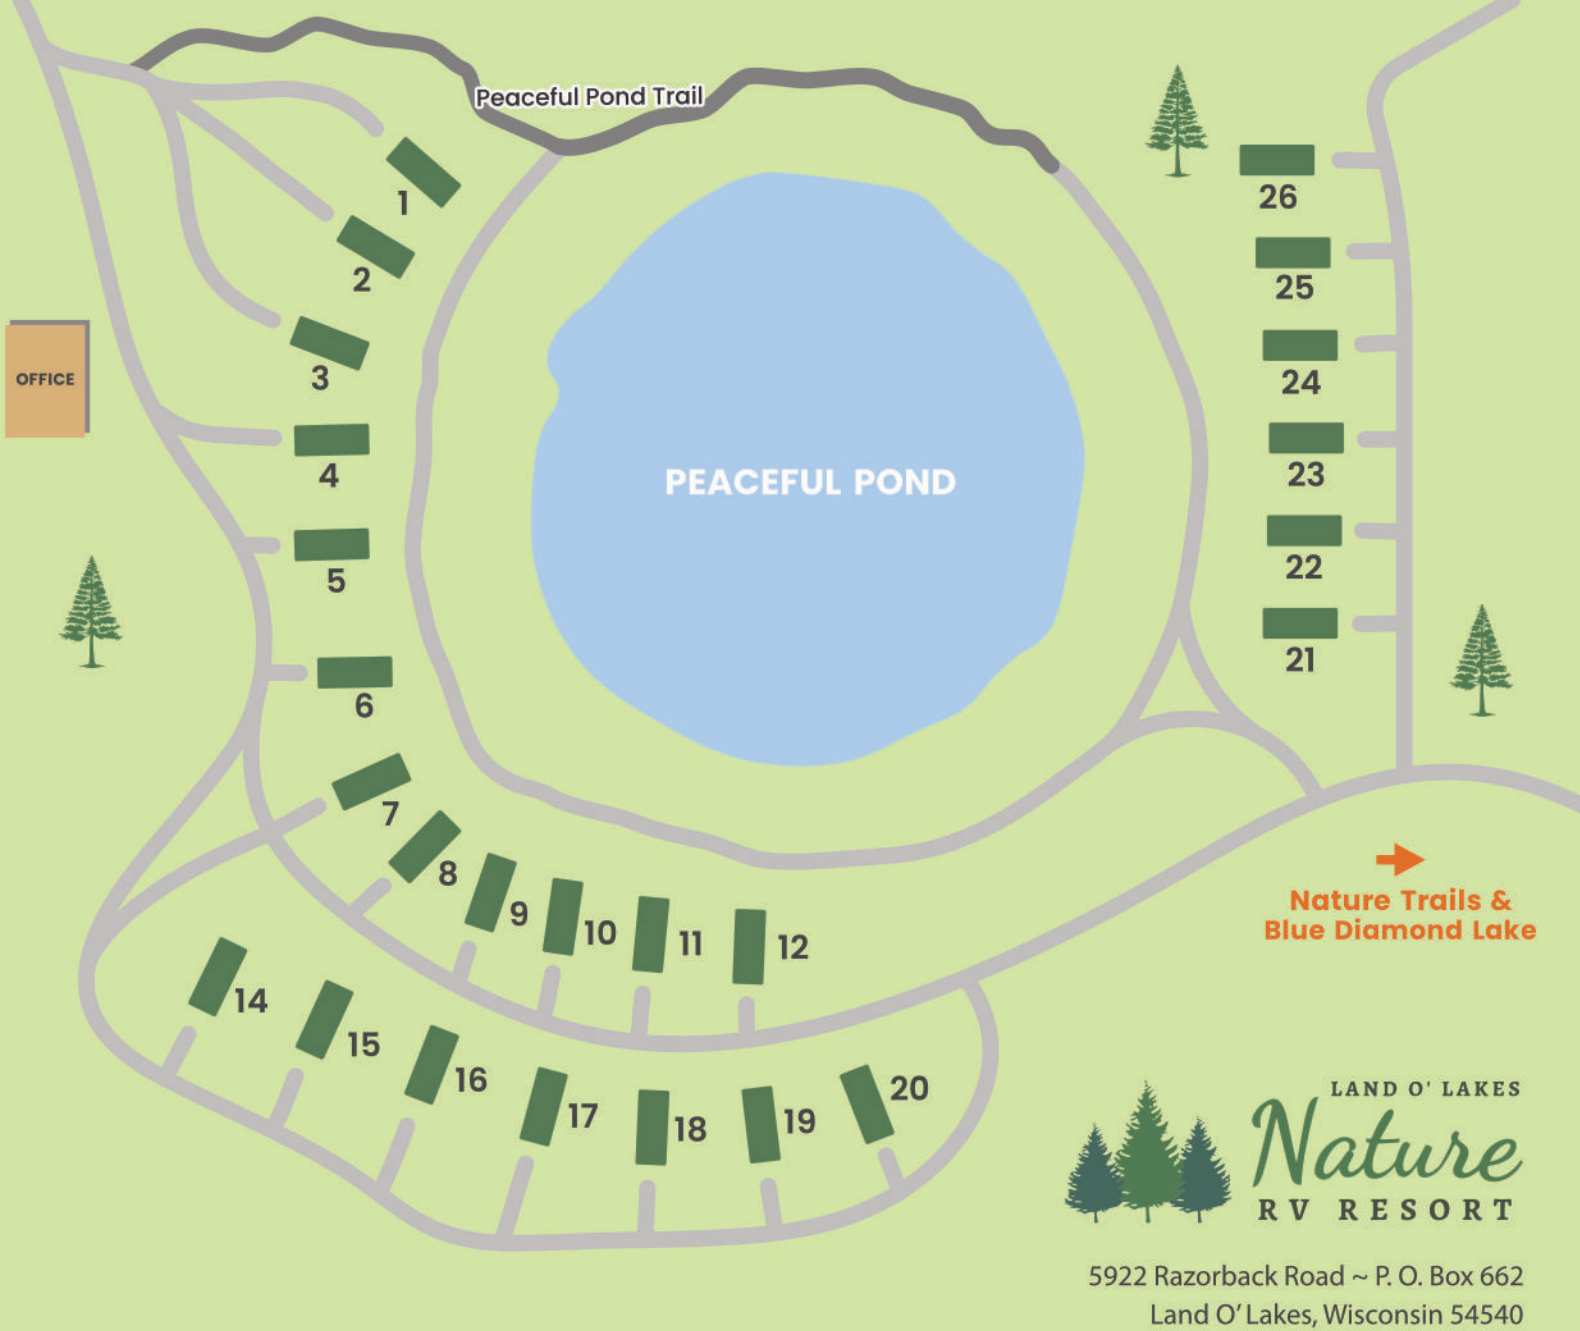 Peaceful Pond Trail
1
2
3
4
5
6
7
8
9
10
11
12
14
15
16
17
18
19
20
26
25
24
23
22
21
OFFICE
PEACEFUL POND
Nature Trails &
Blue Diamond Lake
LAND O' LAKES
Nature
RV RESORT
5922 Razorback Road ~ P. O. Box 662
Land O' Lakes, Wisconsin 54540